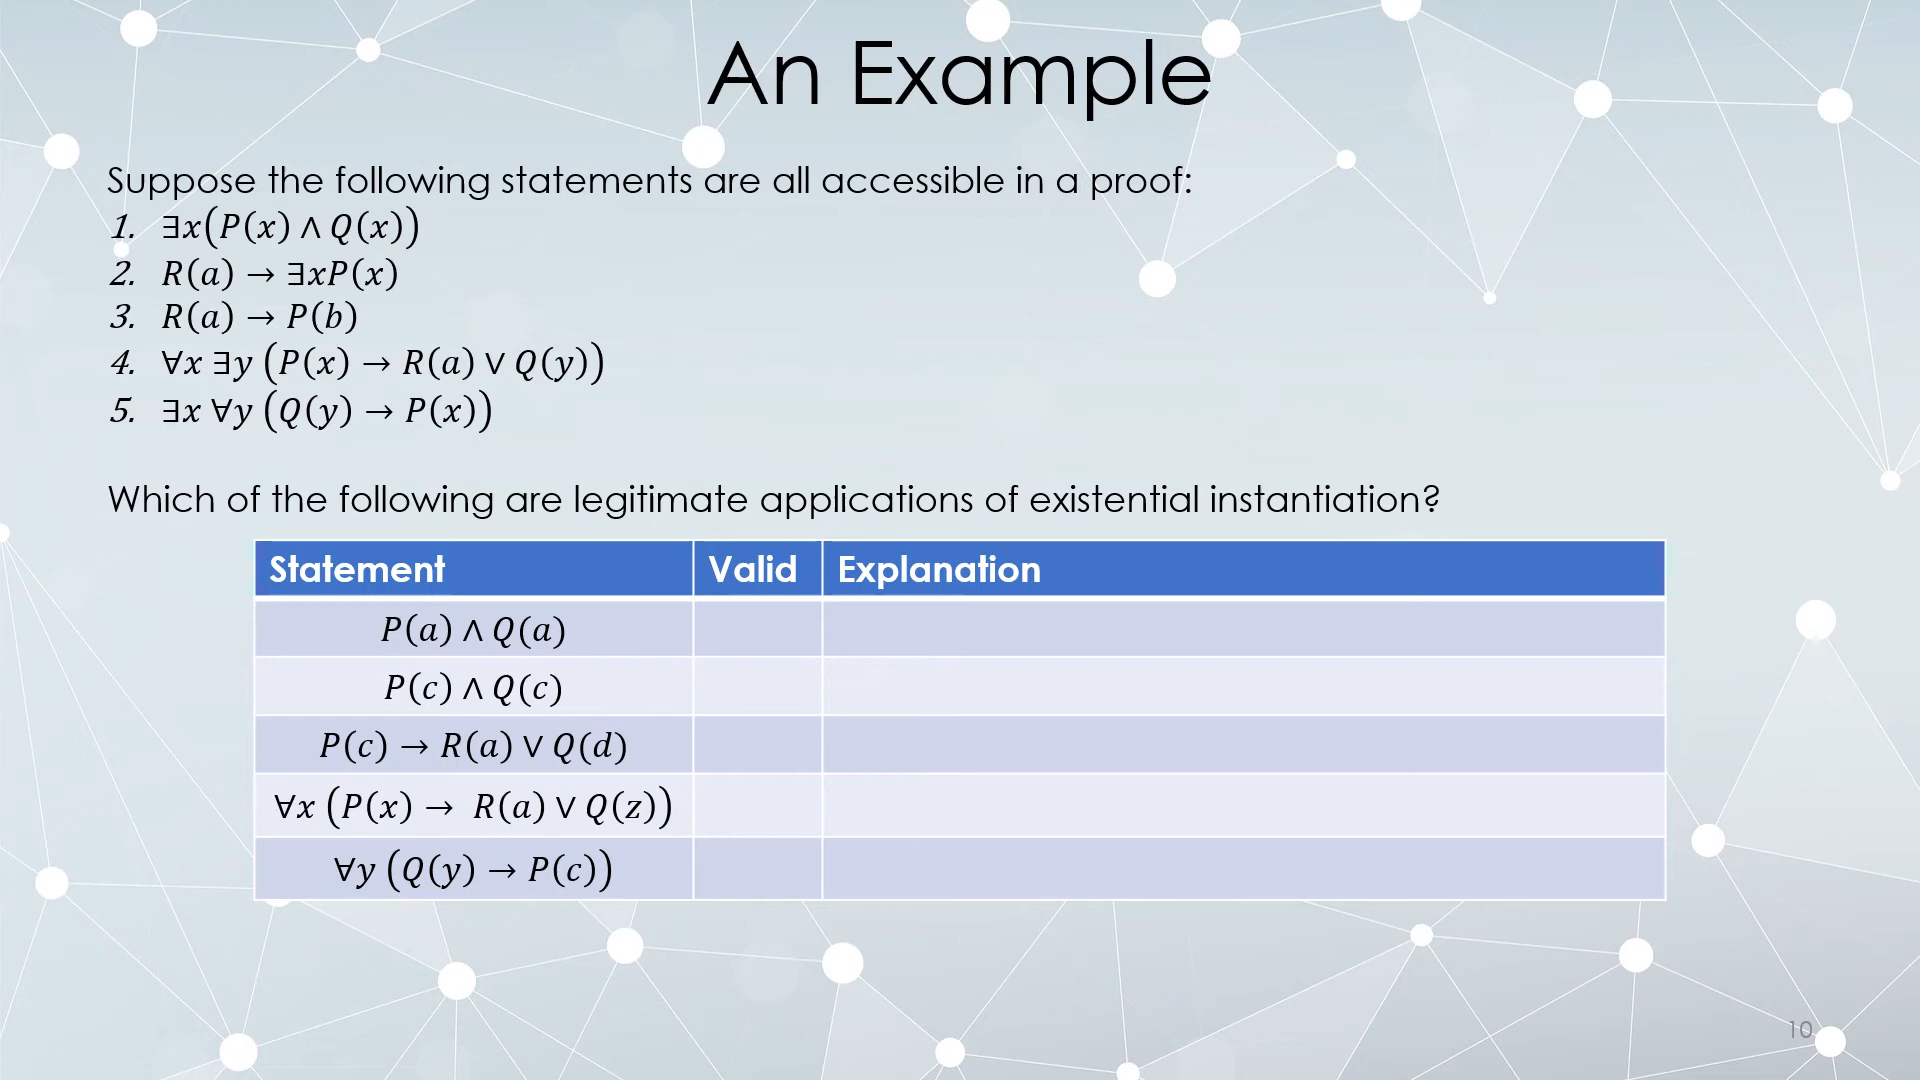 An Example
Suppose the following statements are all accessible in a proof:
1. ∃x(P(x) ∧ Q(x))
2. R(a) → ∃xP(x)
3. R(a) → P(b)
4. ∀x ∃y (P(x) → R(a) ∨ Q(y))
5. ∃x ∀y (Q(y) → P(x))
Which of the following are legitimate applications of existential instantiation?
Statement Valid Explanation
P(a) ∧ Q(a)
P(c) ∧ Q(c)
P(c) → R(a) ∨ Q(d)
∀x (P(x) → R(a) ∨ Q(z))
∀y (Q(y) → P(c))
10